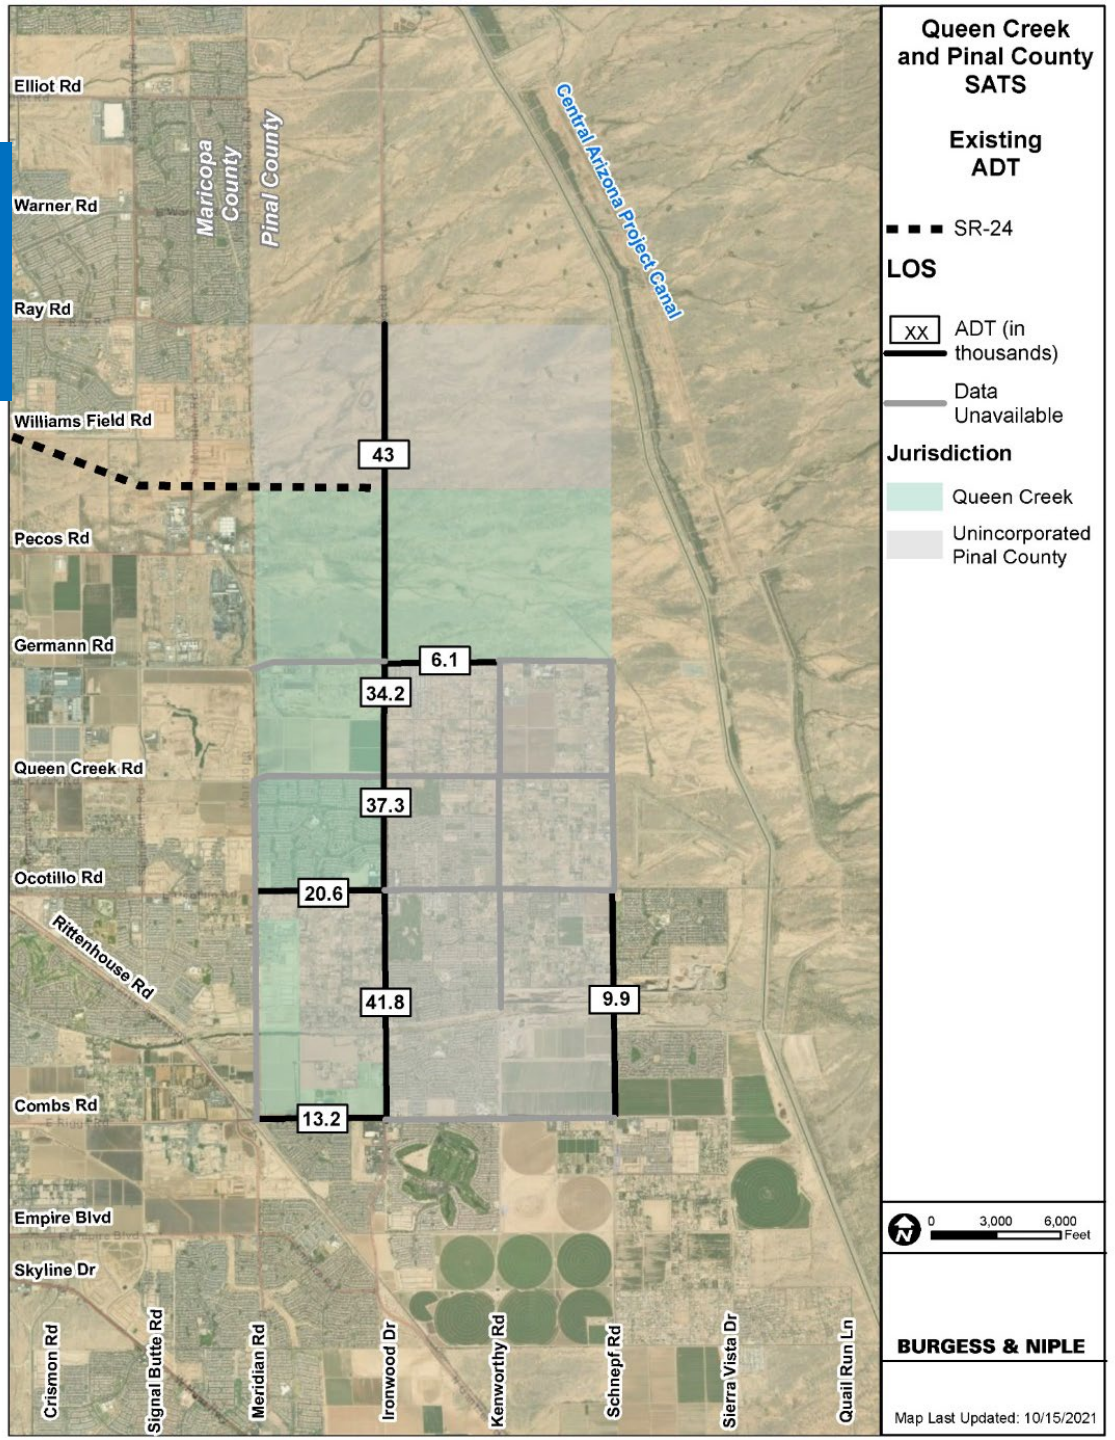 Queen Creek
and Pinal County
SATS
Existing
ADT
SR-24
LOS
XX
ADT (in
thousands)
Data
Unavailable
Jurisdiction
Queen Creek
Unincorporated
Pinal County
0 3,000 6,000
Feet
N
BURGESS & NIPLE
Map Last Updated: 10/15/2021
Elliot Rd
Warner Rd
Ray Rd
Williams Field Rd
Pecos Rd
Germann Rd
Queen Creek Rd
Ocotillo Rd
Rittenhouse Rd
Combs Rd
Empire Blvd
Skyline Dr
Maricopa
County
Pinal County
Central Arizona Project Canal
43
6.1
34.2
37.3
20.6
41.8
9.9
13.2
Crismon Rd
Signal Butte Rd
Meridian Rd
Ironwood Dr
Kenworthy Rd
Schnepf Rd
Sierra Vista Dr
Quail Run Ln